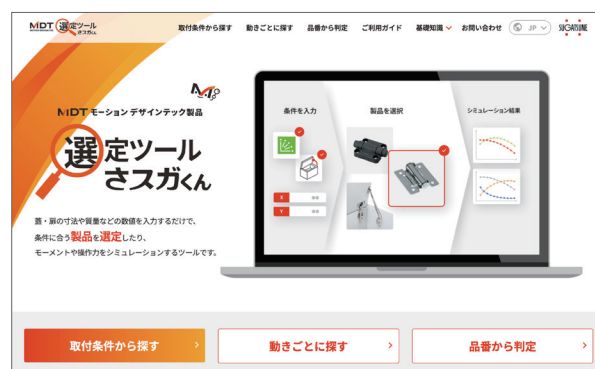 MDT 選定ツール
さスガくん
取付条件から探す 動きごとに探す 品番から判定 ご利用ガイド 基礎知識 お問い合わせ JP SUGATSUNE
MDT モーション デザインテック製品
選定ツール
さスガくん
蓋・扉の寸法や質量などの数値を入力するだけで、
条件に合う製品を選定したり、
モーメントや操作力をシミュレーションするツールです。
条件を入力 製品を選択 シミュレーション結果
X
Y
取付条件から探す 動きごとに探す 品番から判定